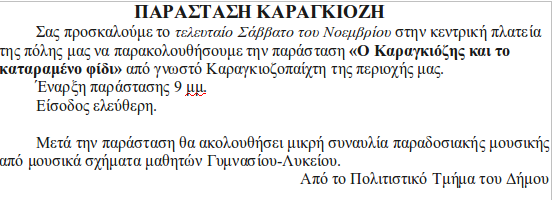 ΠΑΡΑΣΤΑΣΗ ΚΑΡΑΓΚΙΟΖΗ
Σας προσκαλούμε το τελευταίο Σάββατο του Νοεμβρίου στην κεντρική πλατεία
της πόλης μας να παρακολουθήσουμε την παράσταση «Ο Καραγκιόζης και το
καταραμένο φίδι» από γνωστό Καραγκιοζοπαίχτη της περιοχής μας.
Έναρξη παράστασης 9 μμ.
Είσοδος ελεύθερη.
Μετά την παράσταση θα ακολουθήσει μικρή συναυλία παραδοσιακής μουσικής
από μουσικά σχήματα μαθητών Γυμνασίου-Λυκείου.
Από το Πολιτιστικό Τμήμα του Δήμου